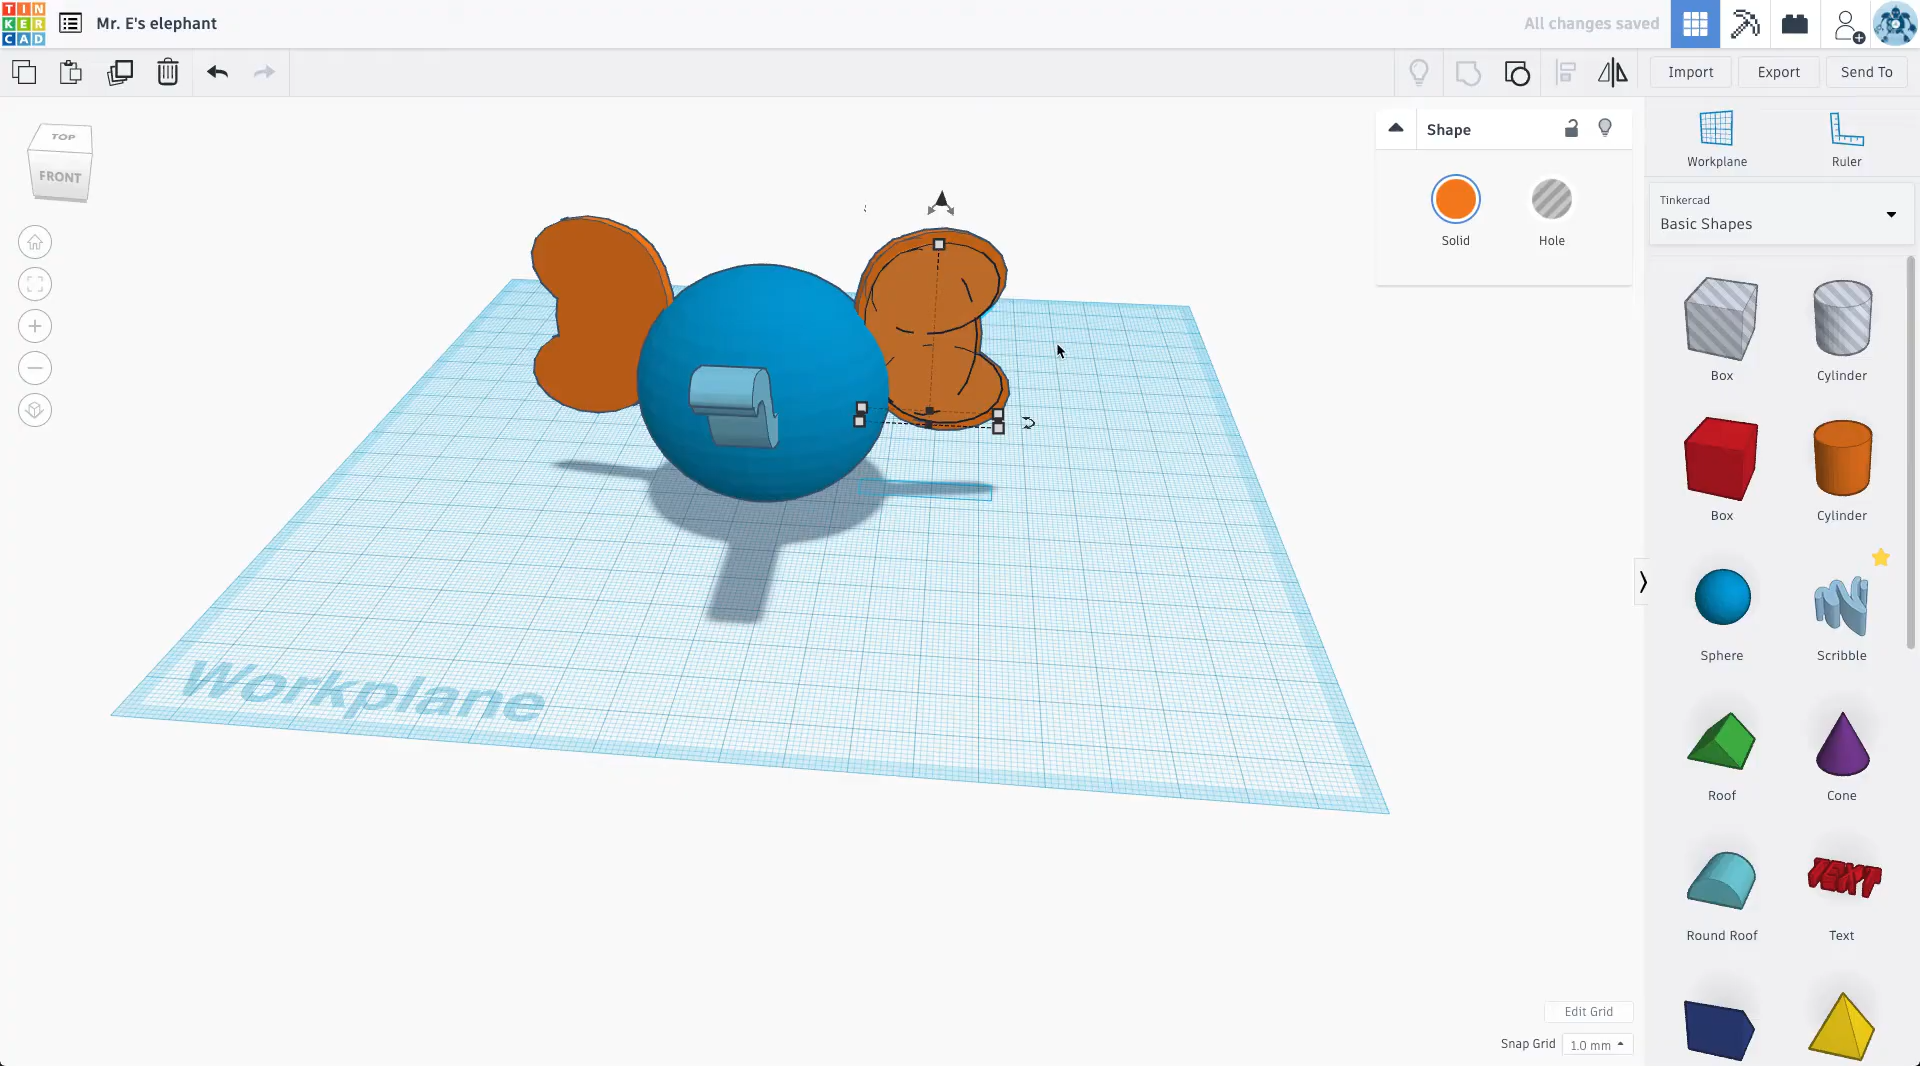 TIN
KER
CAD
Mr. E's elephant
All changes saved
Import
Export
Send To
TOP
FRONT
Shape
Solid
Hole
Workplane
Ruler
Tinkercad
Basic Shapes
Box
Cylinder
Box
Cylinder
Sphere
Scribble
Roof
Cone
Round Roof
TEXT
Text
Workplane
Edit Grid
Snap Grid
1.0 mm